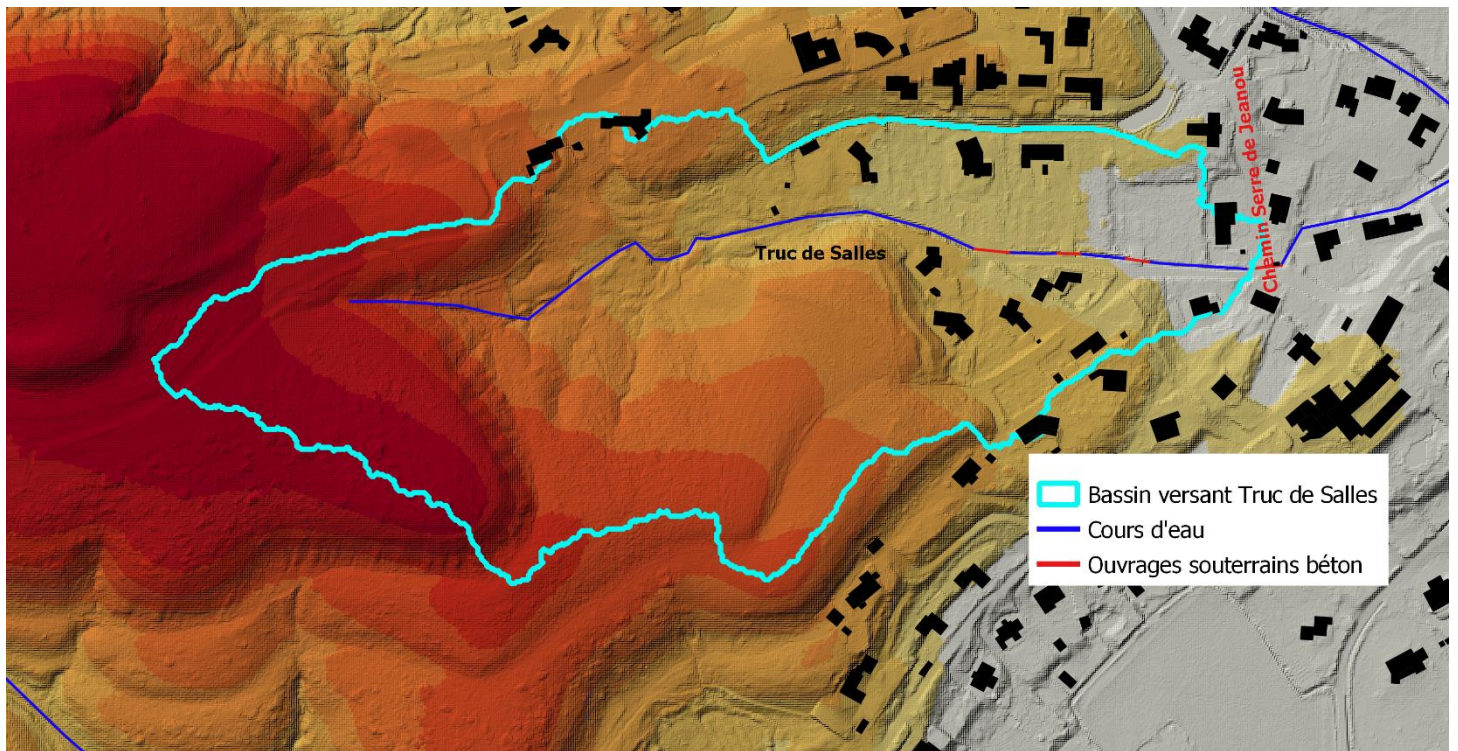 Chemin Serre de Jeanou
Truc de Salles
Bassin versant Truc de Salles
Cours d'eau
Ouvrages souterrains béton